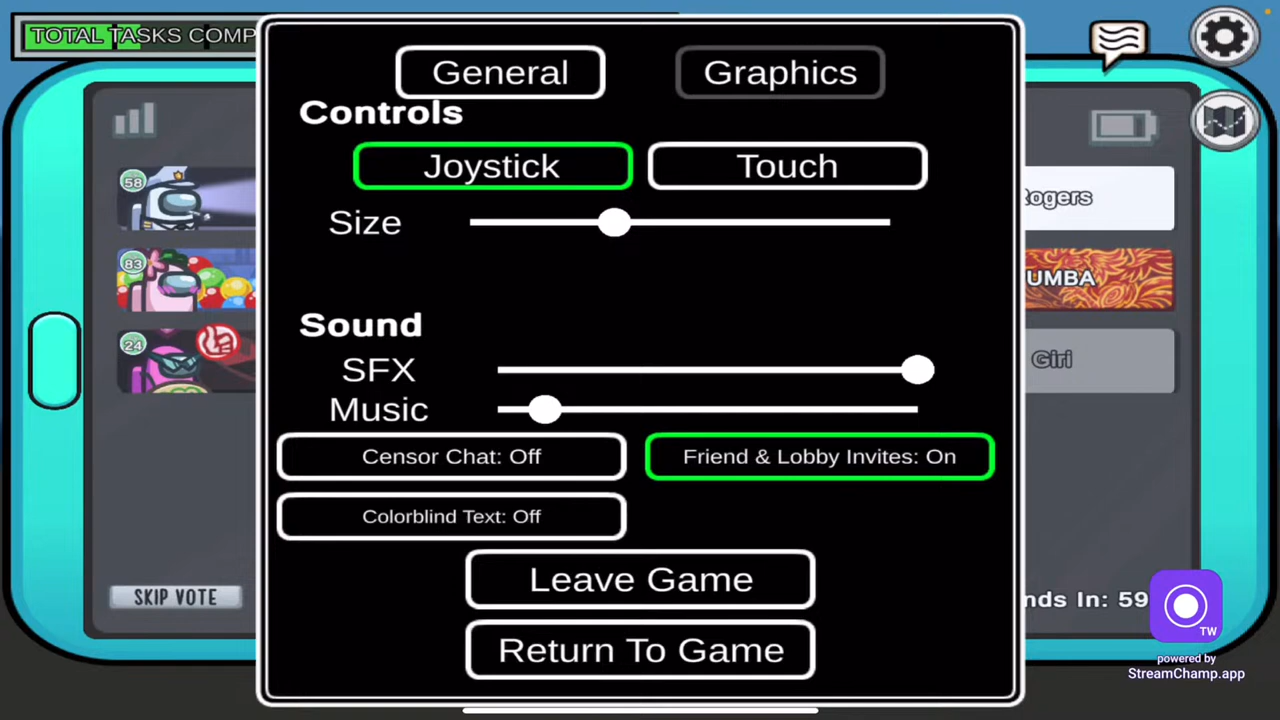 TOTAL TASKS COMP
General
Graphics
Controls
Joystick
Touch
Size
58
Rogers
83
UMBA
Sound
24
Giri
SFX
Music
Censor Chat: Off
Friend & Lobby Invites: On
Colorblind Text: Off
Leave Game
SKIP VOTE
nds In: 59
TW
Return To Game
powered by
StreamChamp.app